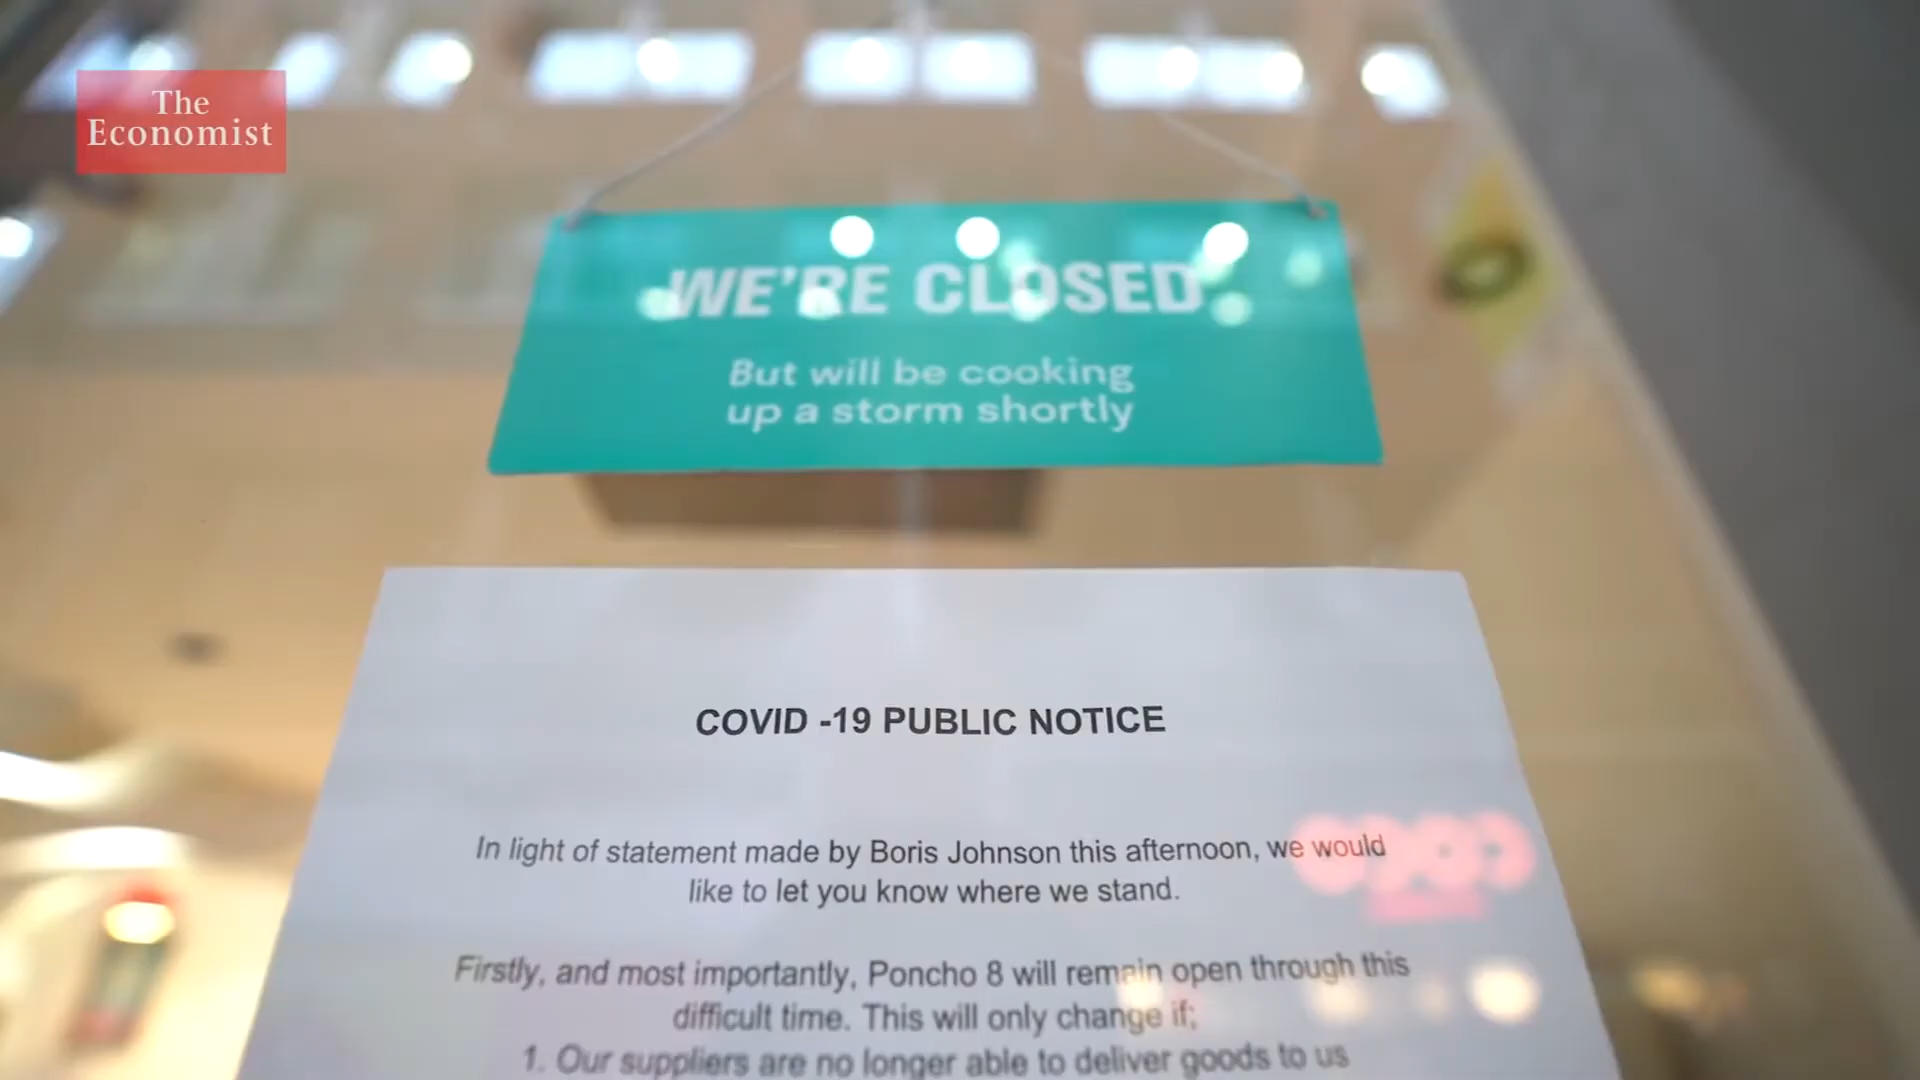 The
Economist
WE'RE CLOSED
But will be cooking
up a storm shortly
COVID -19 PUBLIC NOTICE
In light of statement made by Boris Johnson this afternoon, we would
like to let you know where we stand.
Firstly, and most importantly, Poncho 8 will remain open through this
difficult time. This will only change if;
1. Our suppliers are no longer able to deliver goods to us